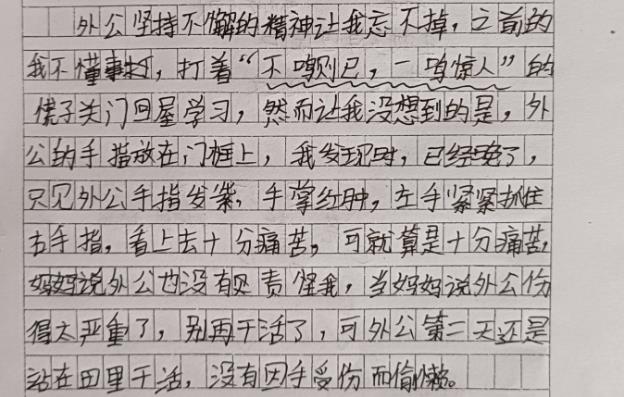 外公坚持不懈的精神让我忘不掉，之前的
我不懂事时，打着“不鸣则已，一鸣惊人”的
样子关门回屋学习，然而让我没想到的是，外
公的手指放在门框上，我发现时，已经晚了，
只见外公手指发紫，手掌红肿，左手紧紧抓住
右手指，看上去十分痛苦，可就算是十分痛苦，
妈妈说外公也没有责怪我，当妈妈说外公伤
得太严重了，别再干活了，可外公第二天还是
站在田里干活，没有因手受伤而偷懒。